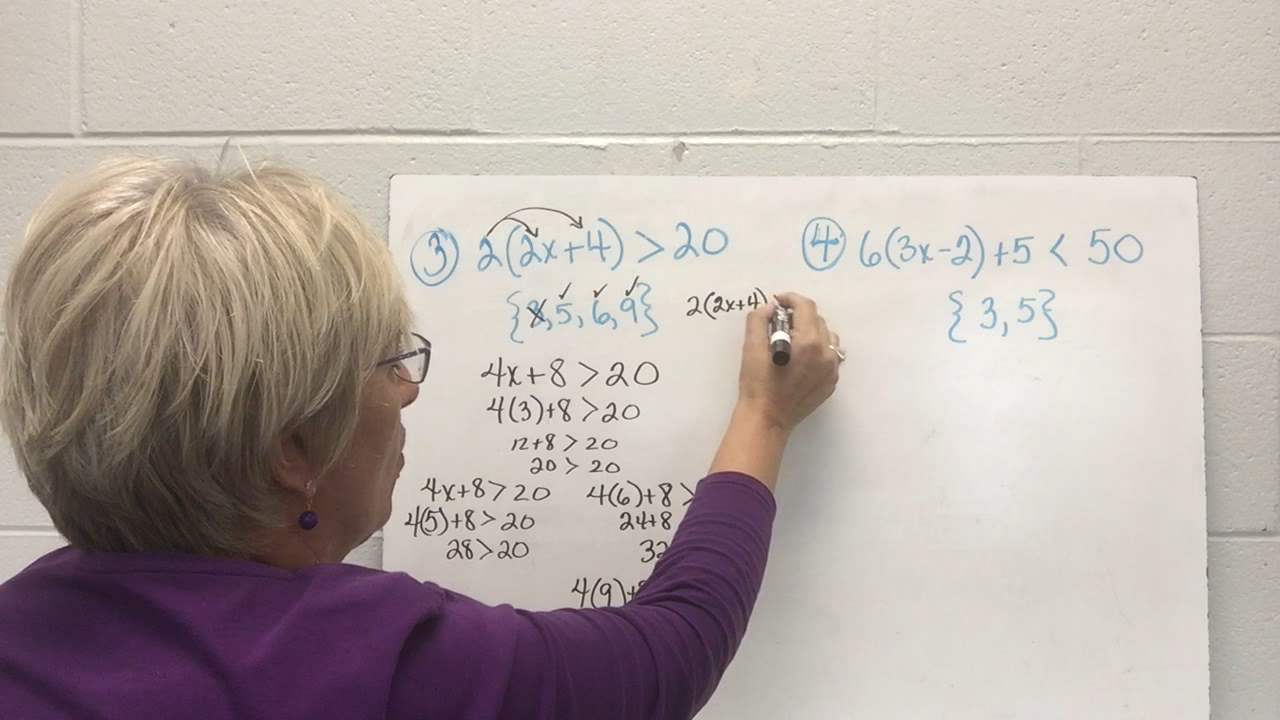 ③ 2(2x+4) > 20
{3, 5, 6, 9}
2(2x+4)
4x+8 > 20
4(3)+8 > 20
12+8 > 20
20 > 20
4x+8 > 20
4(5)+8 > 20
28 > 20
4(6)+8 >
24+8
32
4(9)+
④ 6(3x-2)+5 < 50
{3, 5}